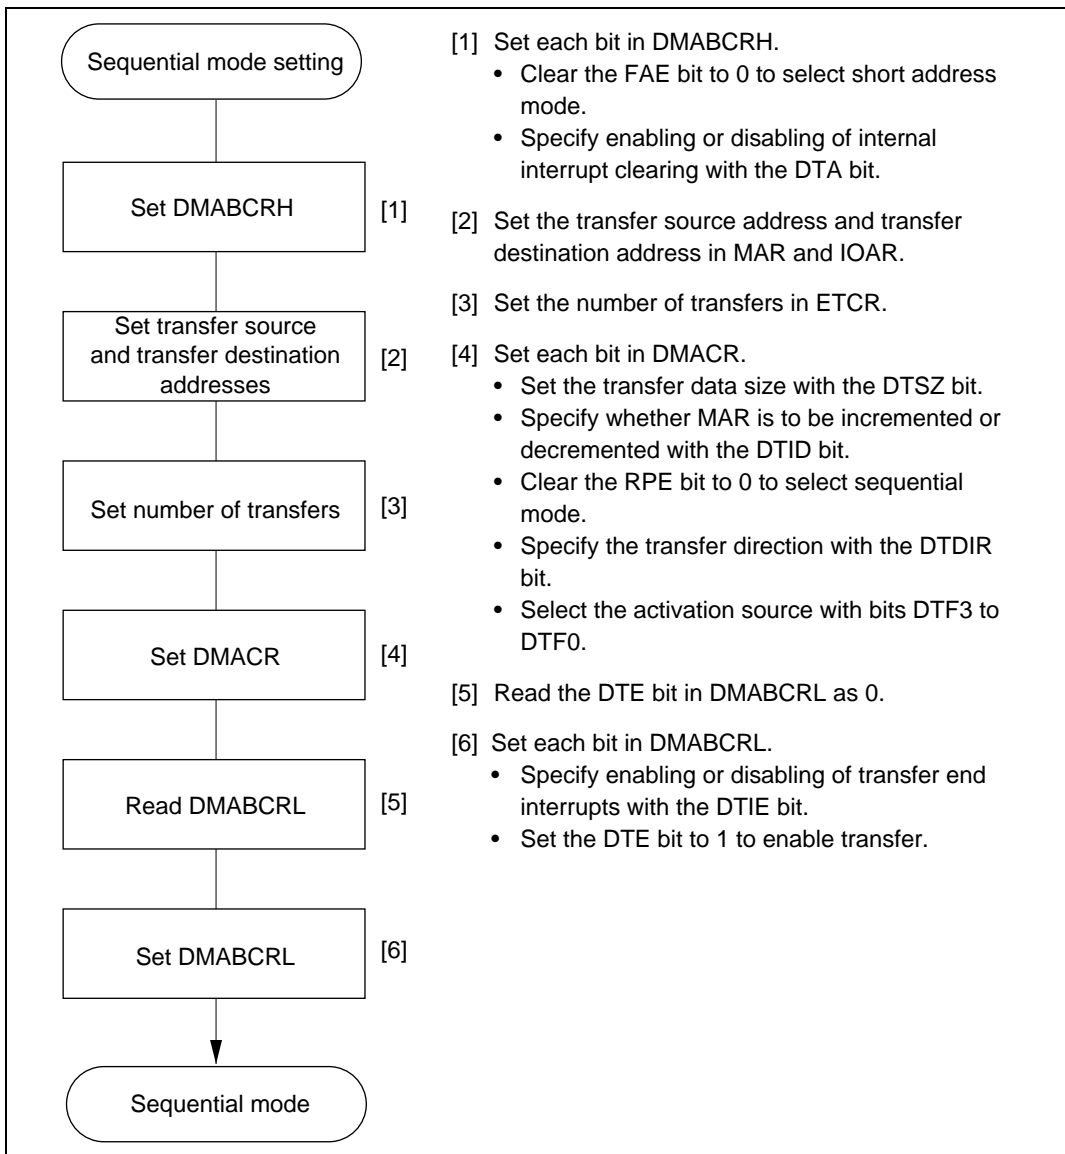 Sequential mode setting
Set DMABCRH
[1]
Set transfer source
and transfer destination
addresses
[2]
Set number of transfers
[3]
Set DMACR
[4]
Read DMABCRL
[5]
Set DMABCRL
[6]
Sequential mode
[1] Set each bit in DMABCRH.
• Clear the FAE bit to 0 to select short address
mode.
• Specify enabling or disabling of internal
interrupt clearing with the DTA bit.
[2] Set the transfer source address and transfer
destination address in MAR and IOAR.
[3] Set the number of transfers in ETCR.
[4] Set each bit in DMACR.
• Set the transfer data size with the DTSZ bit.
• Specify whether MAR is to be incremented or
decremented with the DTID bit.
• Clear the RPE bit to 0 to select sequential
mode.
• Specify the transfer direction with the DTDIR
bit.
• Select the activation source with bits DTF3 to
DTF0.
[5] Read the DTE bit in DMABCRL as 0.
[6] Set each bit in DMABCRL.
• Specify enabling or disabling of transfer end
interrupts with the DTIE bit.
• Set the DTE bit to 1 to enable transfer.